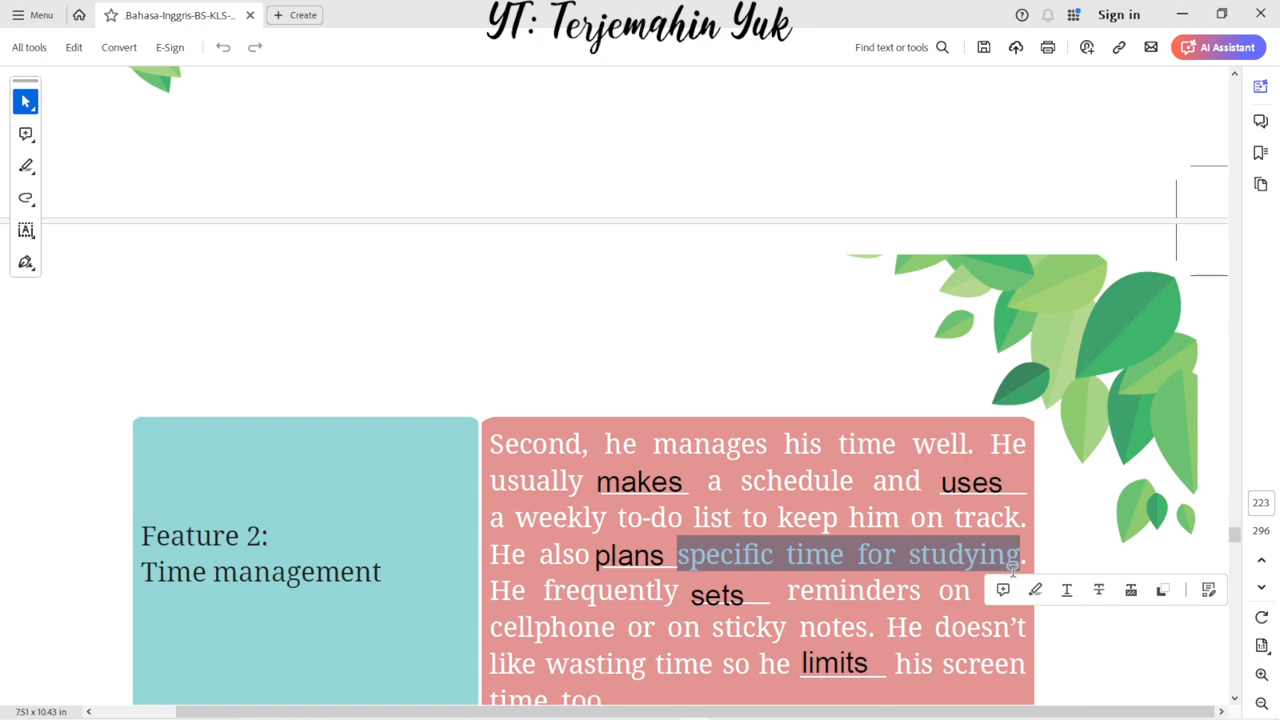 Menu
.Bahasa-Inggris-BS-KLS-...
Create
YT: Terjemahin Yuk
Sign in
All tools
Edit
Convert
E-Sign
Find text or tools
AI Assistant
Feature 2:
Time management
Second, he manages his time well. He
usually makes a schedule and uses
a weekly to-do list to keep him on track.
He also plans specific time for studying.
He frequently sets reminders on
cellphone or on sticky notes. He doesn't
like wasting time so he limits his screen
time, too
223
296
7.51 x 10.43 in